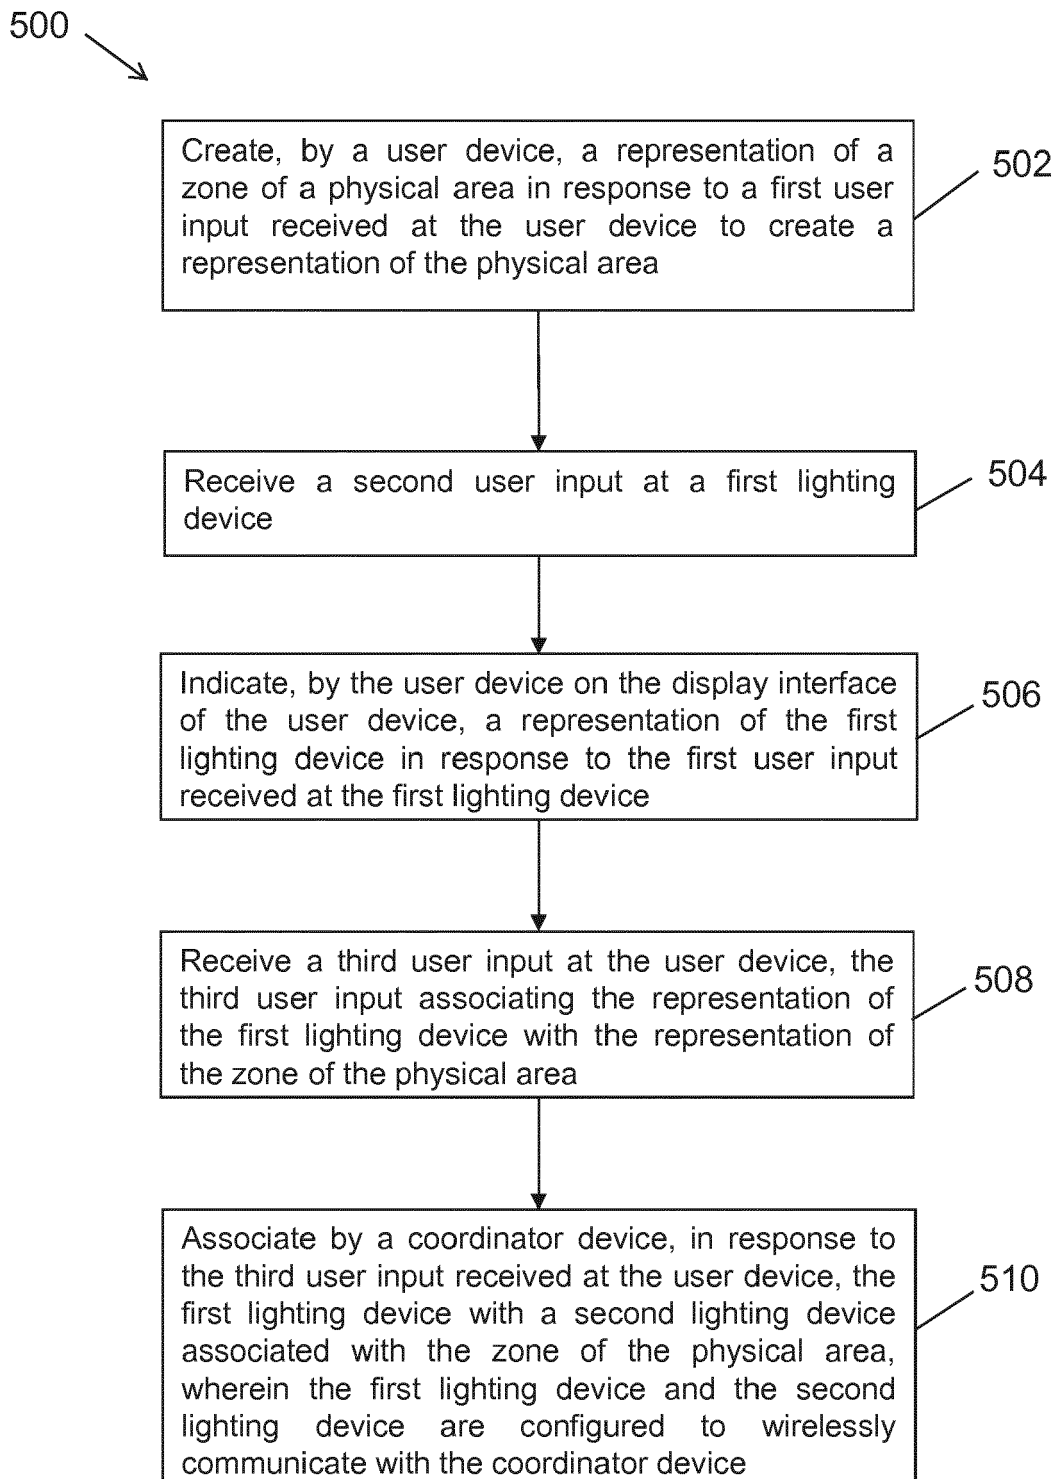 500
Create, by a user device, a representation of a
zone of a physical area in response to a first user
input received at the user device to create a
representation of the physical area
502
Receive a second user input at a first lighting
device
504
Indicate, by the user device on the display interface
of the user device, a representation of the first
lighting device in response to the first user input
received at the first lighting device
506
Receive a third user input at the user device, the
third user input associating the representation of
the first lighting device with the representation of
the zone of the physical area
508
Associate by a coordinator device, in response to
the third user input received at the user device, the
first lighting device with a second lighting device
associated with the zone of the physical area,
wherein the first lighting device and the second
lighting device are configured to wirelessly
communicate with the coordinator device
510